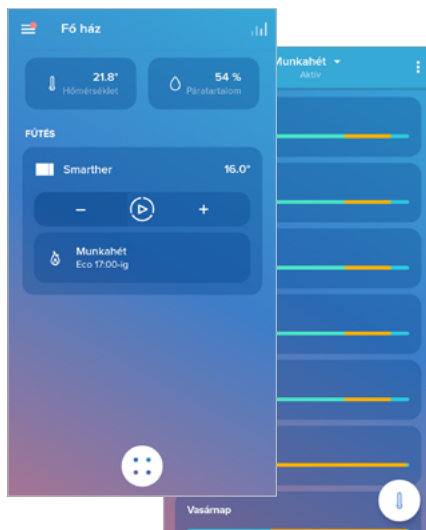 Fő ház
21.8°
Hőmérséklet
54 %
Páratartalom
FŰTÉS
Smarther 16.0°
Munkahét
Eco 17:00-ig
Munkahét
Aktív
Vasárnap